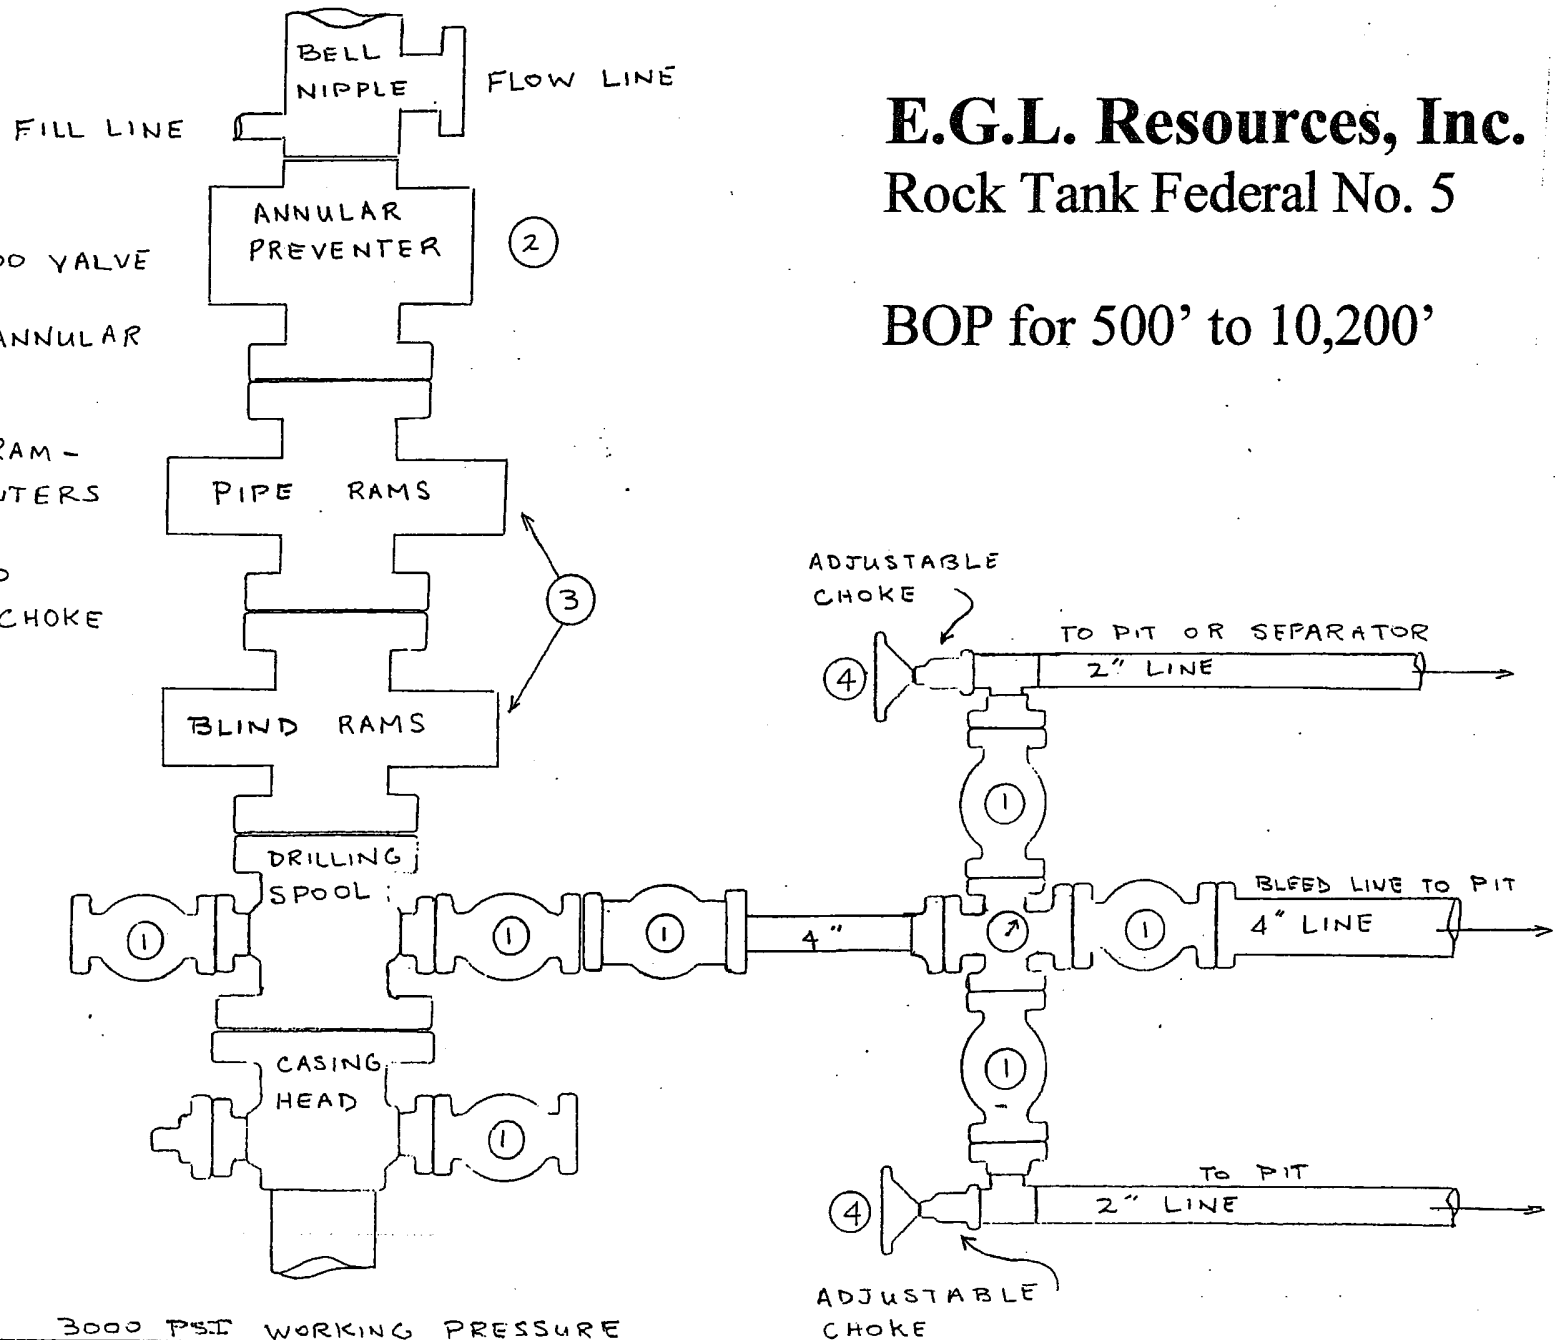 BELL
NIPPLE
FLOW LINE
FILL LINE
E.G.L. Resources, Inc.
Rock Tank Federal No. 5
BOP for 500’ to 10,200’
ANNULAR
PREVENTER
2
VALVE
ANNULAR
RAM-
PIPE RAMS
3
CHOKE
BLIND RAMS
ADJUSTABLE
CHOKE
4
TO PIT OR SEPARATOR
2" LINE
1
DRILLING
SPOOL
1
1
1
4"
1
BLEED LINE TO PIT
4" LINE
1
CASING
HEAD
1
4
TO PIT
2" LINE
ADJUSTABLE
CHOKE
3000 PSI WORKING PRESSURE